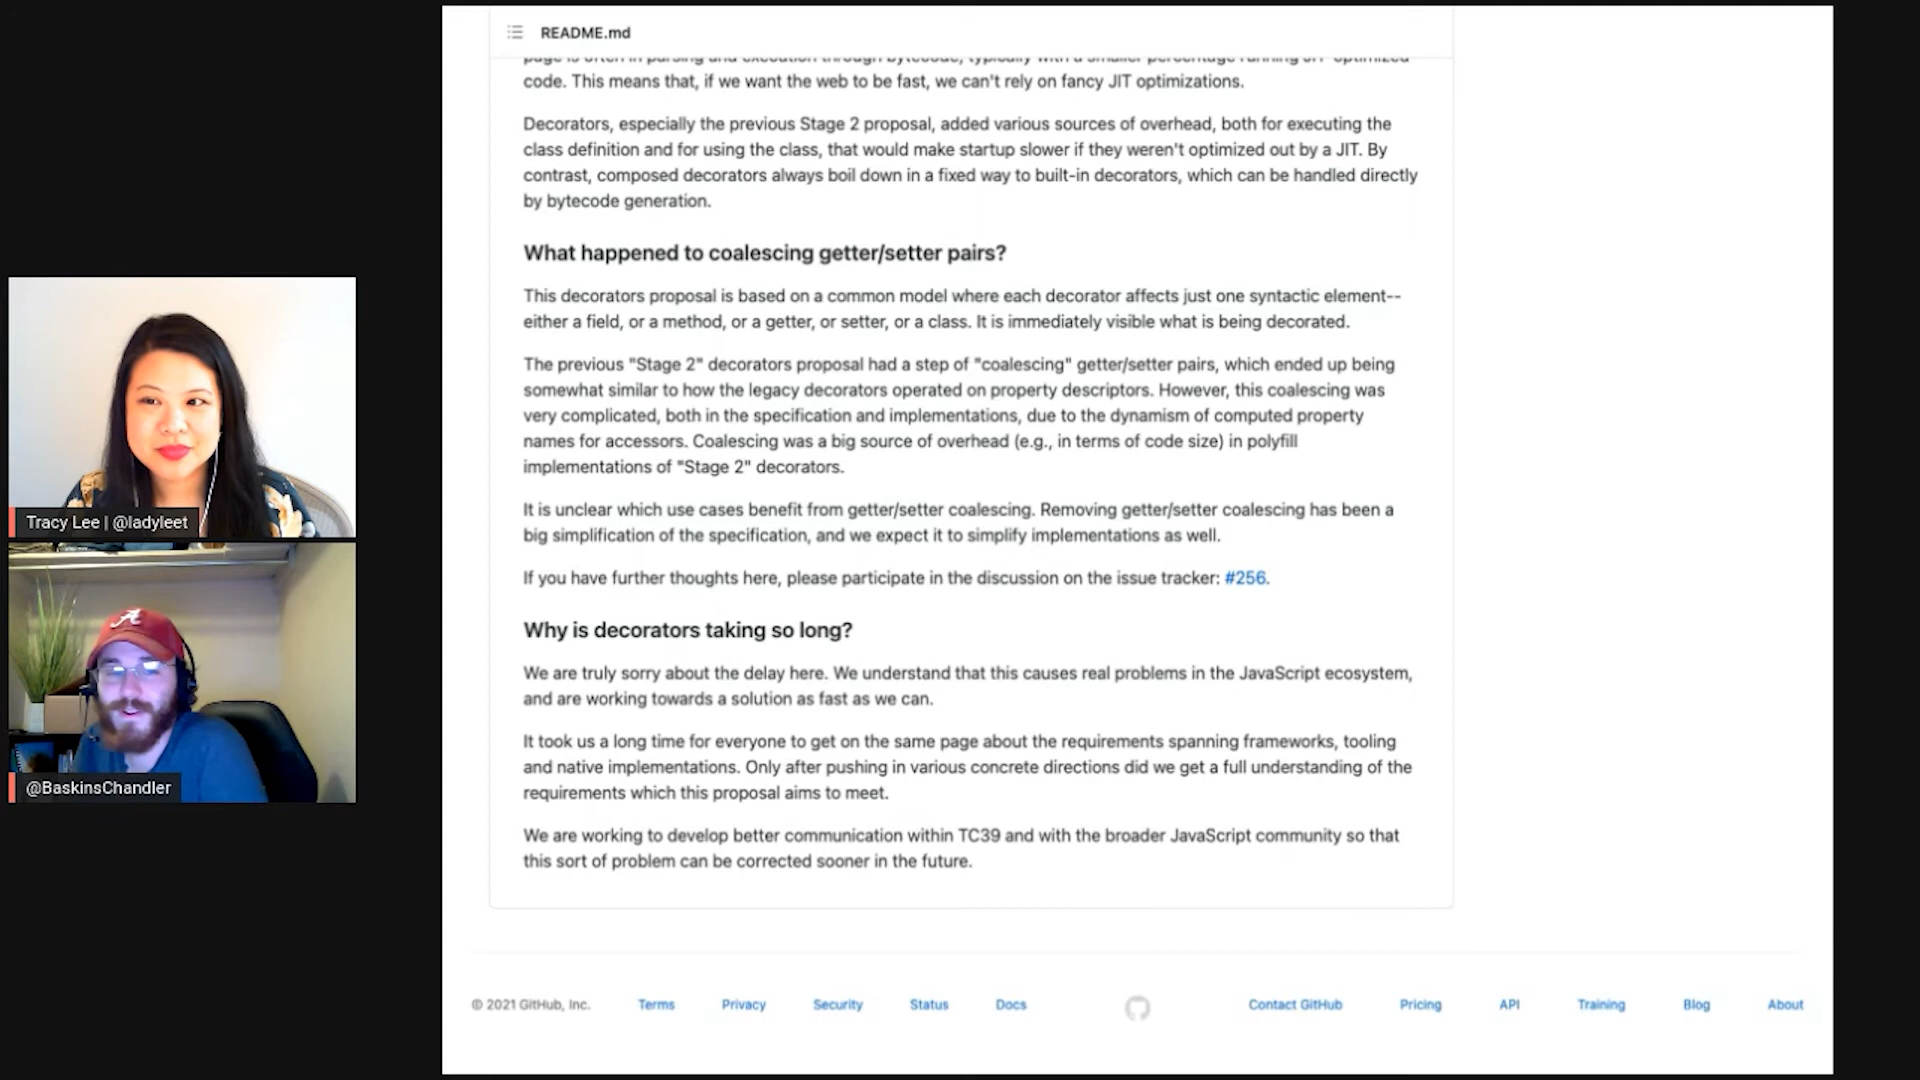 README.md
page is often in parsing and execution through bytecode, typically with a smaller percentage running JIT-optimized
code. This means that, if we want the web to be fast, we can't rely on fancy JIT optimizations.
Decorators, especially the previous Stage 2 proposal, added various sources of overhead, both for executing the
class definition and for using the class, that would make startup slower if they weren't optimized out by a JIT. By
contrast, composed decorators always boil down in a fixed way to built-in decorators, which can be handled directly
by bytecode generation.
What happened to coalescing getter/setter pairs?
This decorators proposal is based on a common model where each decorator affects just one syntactic element--
either a field, or a method, or a getter, or setter, or a class. It is immediately visible what is being decorated.
The previous "Stage 2" decorators proposal had a step of "coalescing" getter/setter pairs, which ended up being
somewhat similar to how the legacy decorators operated on property descriptors. However, this coalescing was
very complicated, both in the specification and implementations, due to the dynamism of computed property
names for accessors. Coalescing was a big source of overhead (e.g., in terms of code size) in polyfill
implementations of "Stage 2" decorators.
It is unclear which use cases benefit from getter/setter coalescing. Removing getter/setter coalescing has been a
big simplification of the specification, and we expect it to simplify implementations as well.
If you have further thoughts here, please participate in the discussion on the issue tracker: #256.
Why is decorators taking so long?
We are truly sorry about the delay here. We understand that this causes real problems in the JavaScript ecosystem,
and are working towards a solution as fast as we can.
It took us a long time for everyone to get on the same page about the requirements spanning frameworks, tooling
and native implementations. Only after pushing in various concrete directions did we get a full understanding of the
requirements which this proposal aims to meet.
We are working to develop better communication within TC39 and with the broader JavaScript community so that
this sort of problem can be corrected sooner in the future.
© 2021 GitHub, Inc. Terms Privacy Security Status Docs Contact GitHub Pricing API Training Blog About
Tracy Lee | @ladyleet
A
@BaskinsChandler